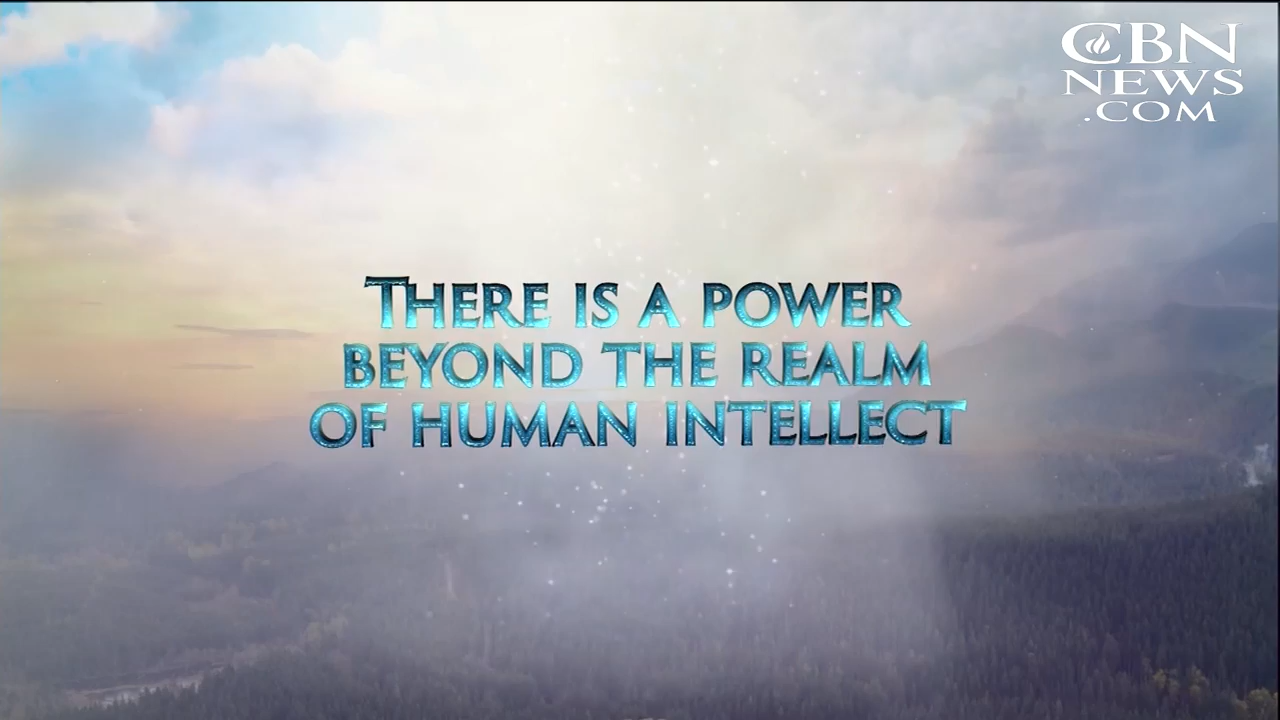 CBN
NEWS
.COM
THERE IS A POWER
BEYOND THE REALM
OF HUMAN INTELLECT